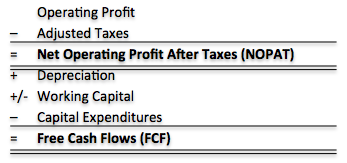 Operating Profit
– Adjusted Taxes
= Net Operating Profit After Taxes (NOPAT)
+ Depreciation
+/- Working Capital
– Capital Expenditures
= Free Cash Flows (FCF)